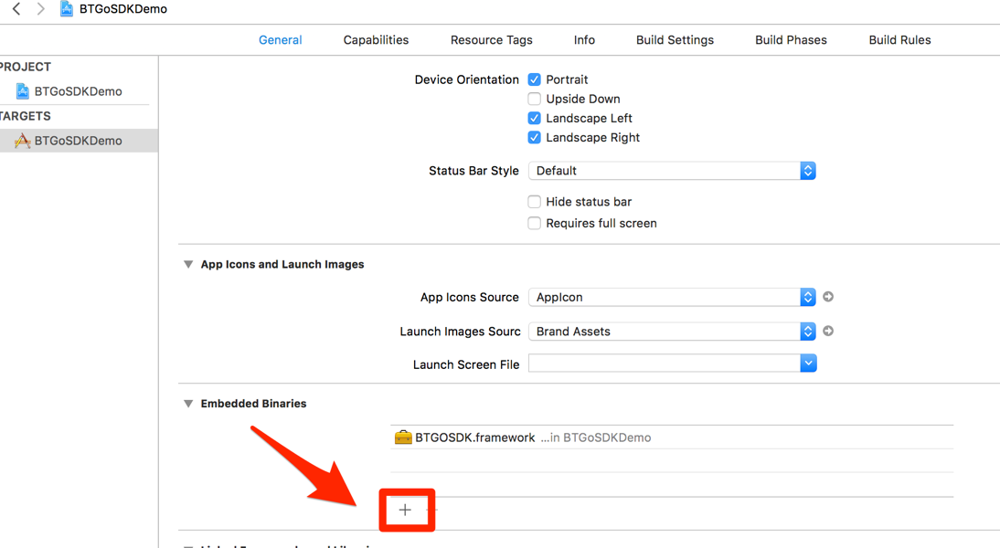 BTGoSDKDemo
General Capabilities Resource Tags Info Build Settings Build Phases Build Rules
PROJECT
BTGoSDKDemo
TARGETS
BTGoSDKDemo
Device Orientation Portrait
Upside Down
Landscape Left
Landscape Right
Status Bar Style Default
Hide status bar
Requires full screen
App Icons and Launch Images
App Icons Source AppIcon
Launch Images Sourc Brand Assets
Launch Screen File
Embedded Binaries
BTGOSDK.framework ...in BTGoSDKDemo